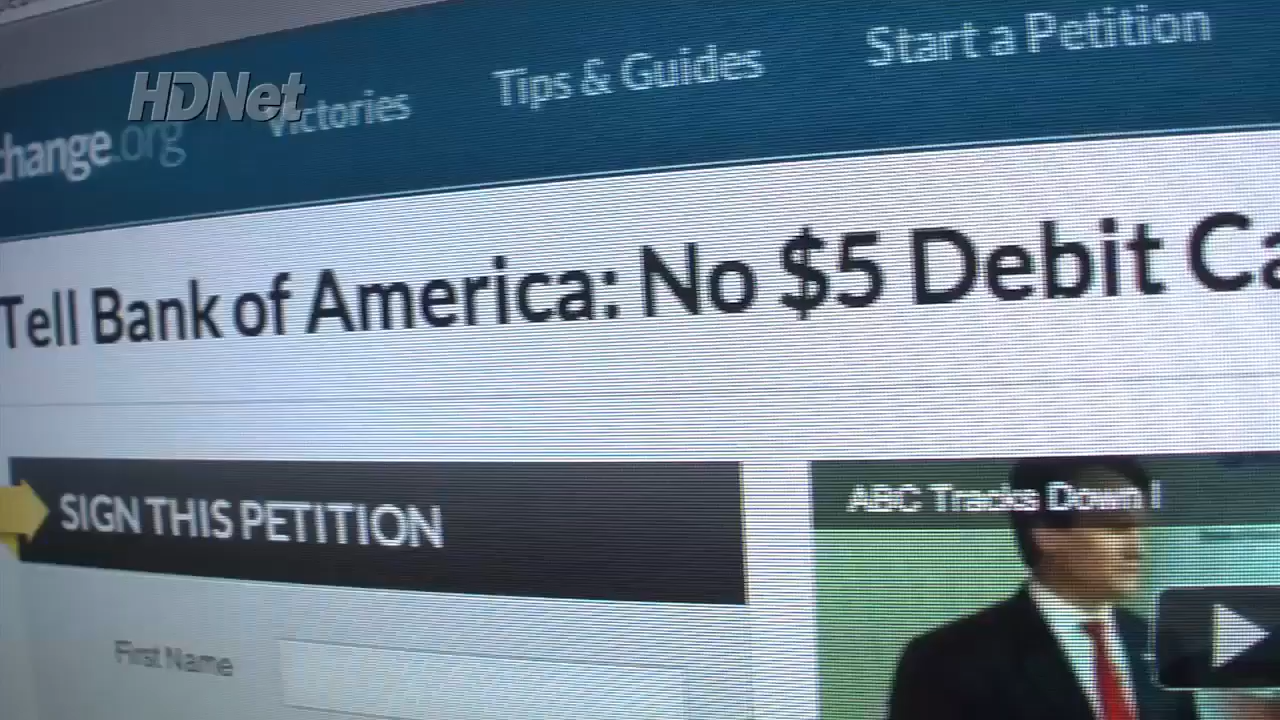 HDNet
change.org Victories Tips & Guides Start a Petition
Tell Bank of America: No $5 Debit Ca
SIGN THIS PETITION
ABC Tracks Down
First Name